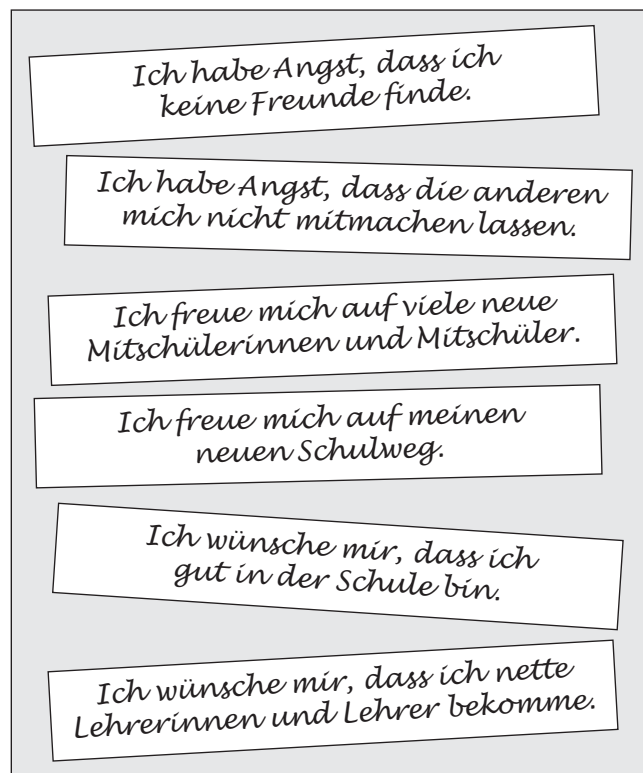 Ich habe Angst, dass ich
keine Freunde finde.
Ich habe Angst, dass die anderen
mich nicht mitmachen lassen.
Ich freue mich auf viele neue
Mitschülerinnen und Mitschüler.
Ich freue mich auf meinen
neuen Schulweg.
Ich wünsche mir, dass ich
gut in der Schule bin.
Ich wünsche mir, dass ich nette
Lehrerinnen und Lehrer bekomme.